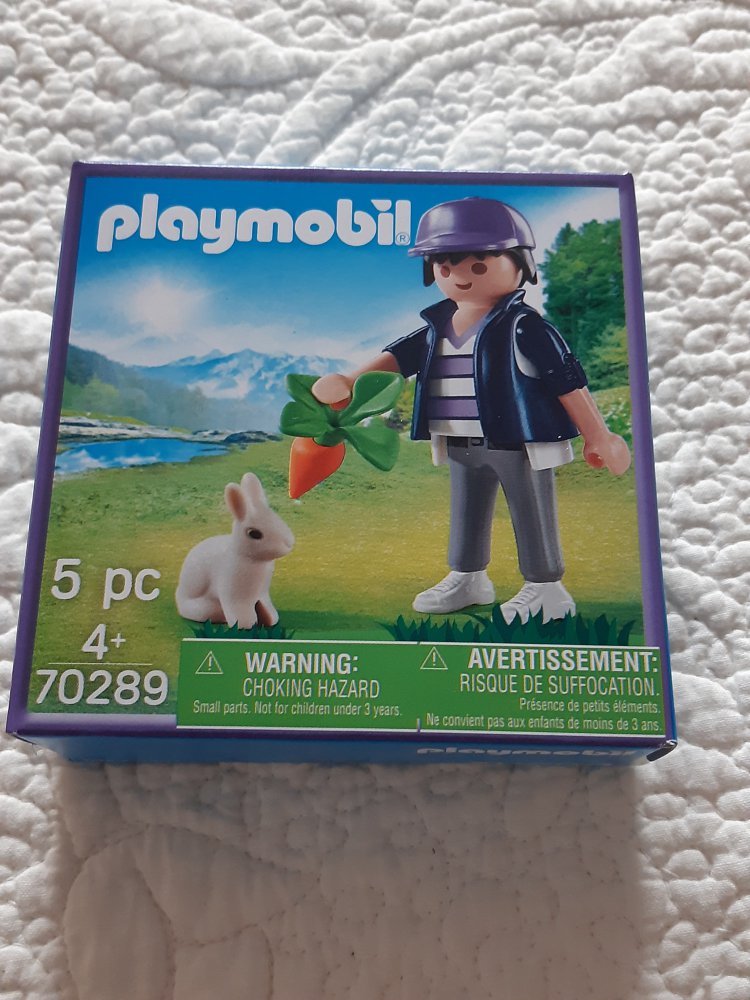 playmobil®
5 pc
4+
70289
WARNING:
CHOKING HAZARD
Small parts. Not for children under 3 years.
AVERTISSEMENT:
RISQUE DE SUFFOCATION.
Présence de petits éléments.
Ne convient pas aux enfants de moins de 3 ans.
playmobil